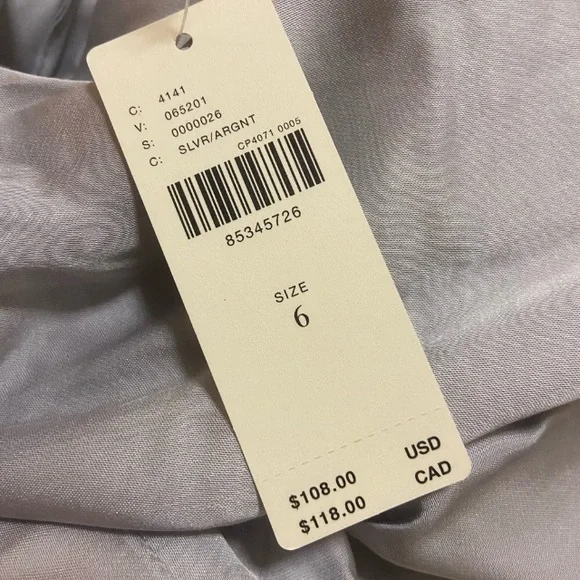 C: 4141
V: 065201
S: 0000026
C: SLVR/ARGNT
CP4071 0005
85345726
SIZE
6
$108.00 USD
$118.00 CAD